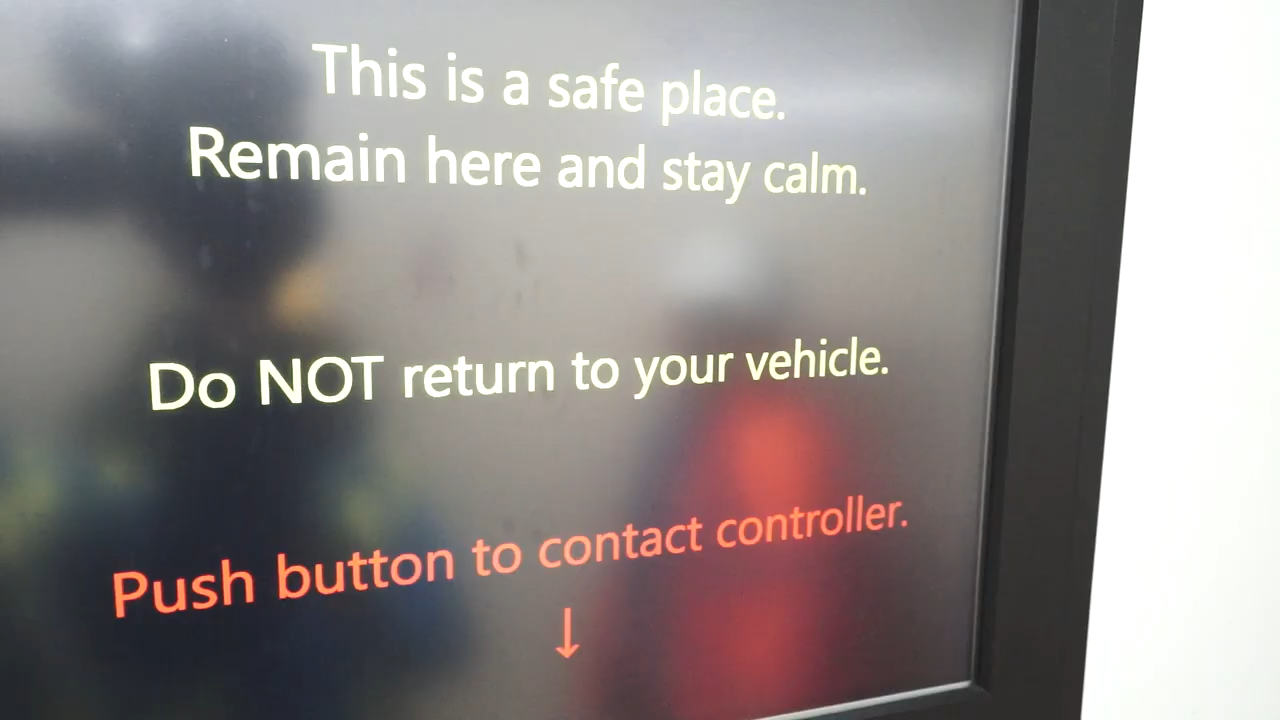 This is a safe place.
Remain here and stay calm.
Do NOT return to your vehicle.
Push button to contact controller.
↓